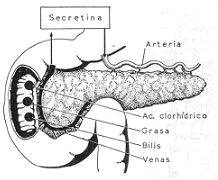 Secretina
Arteria
Ac. clorhídrico
Grasa
Bilis
Venas